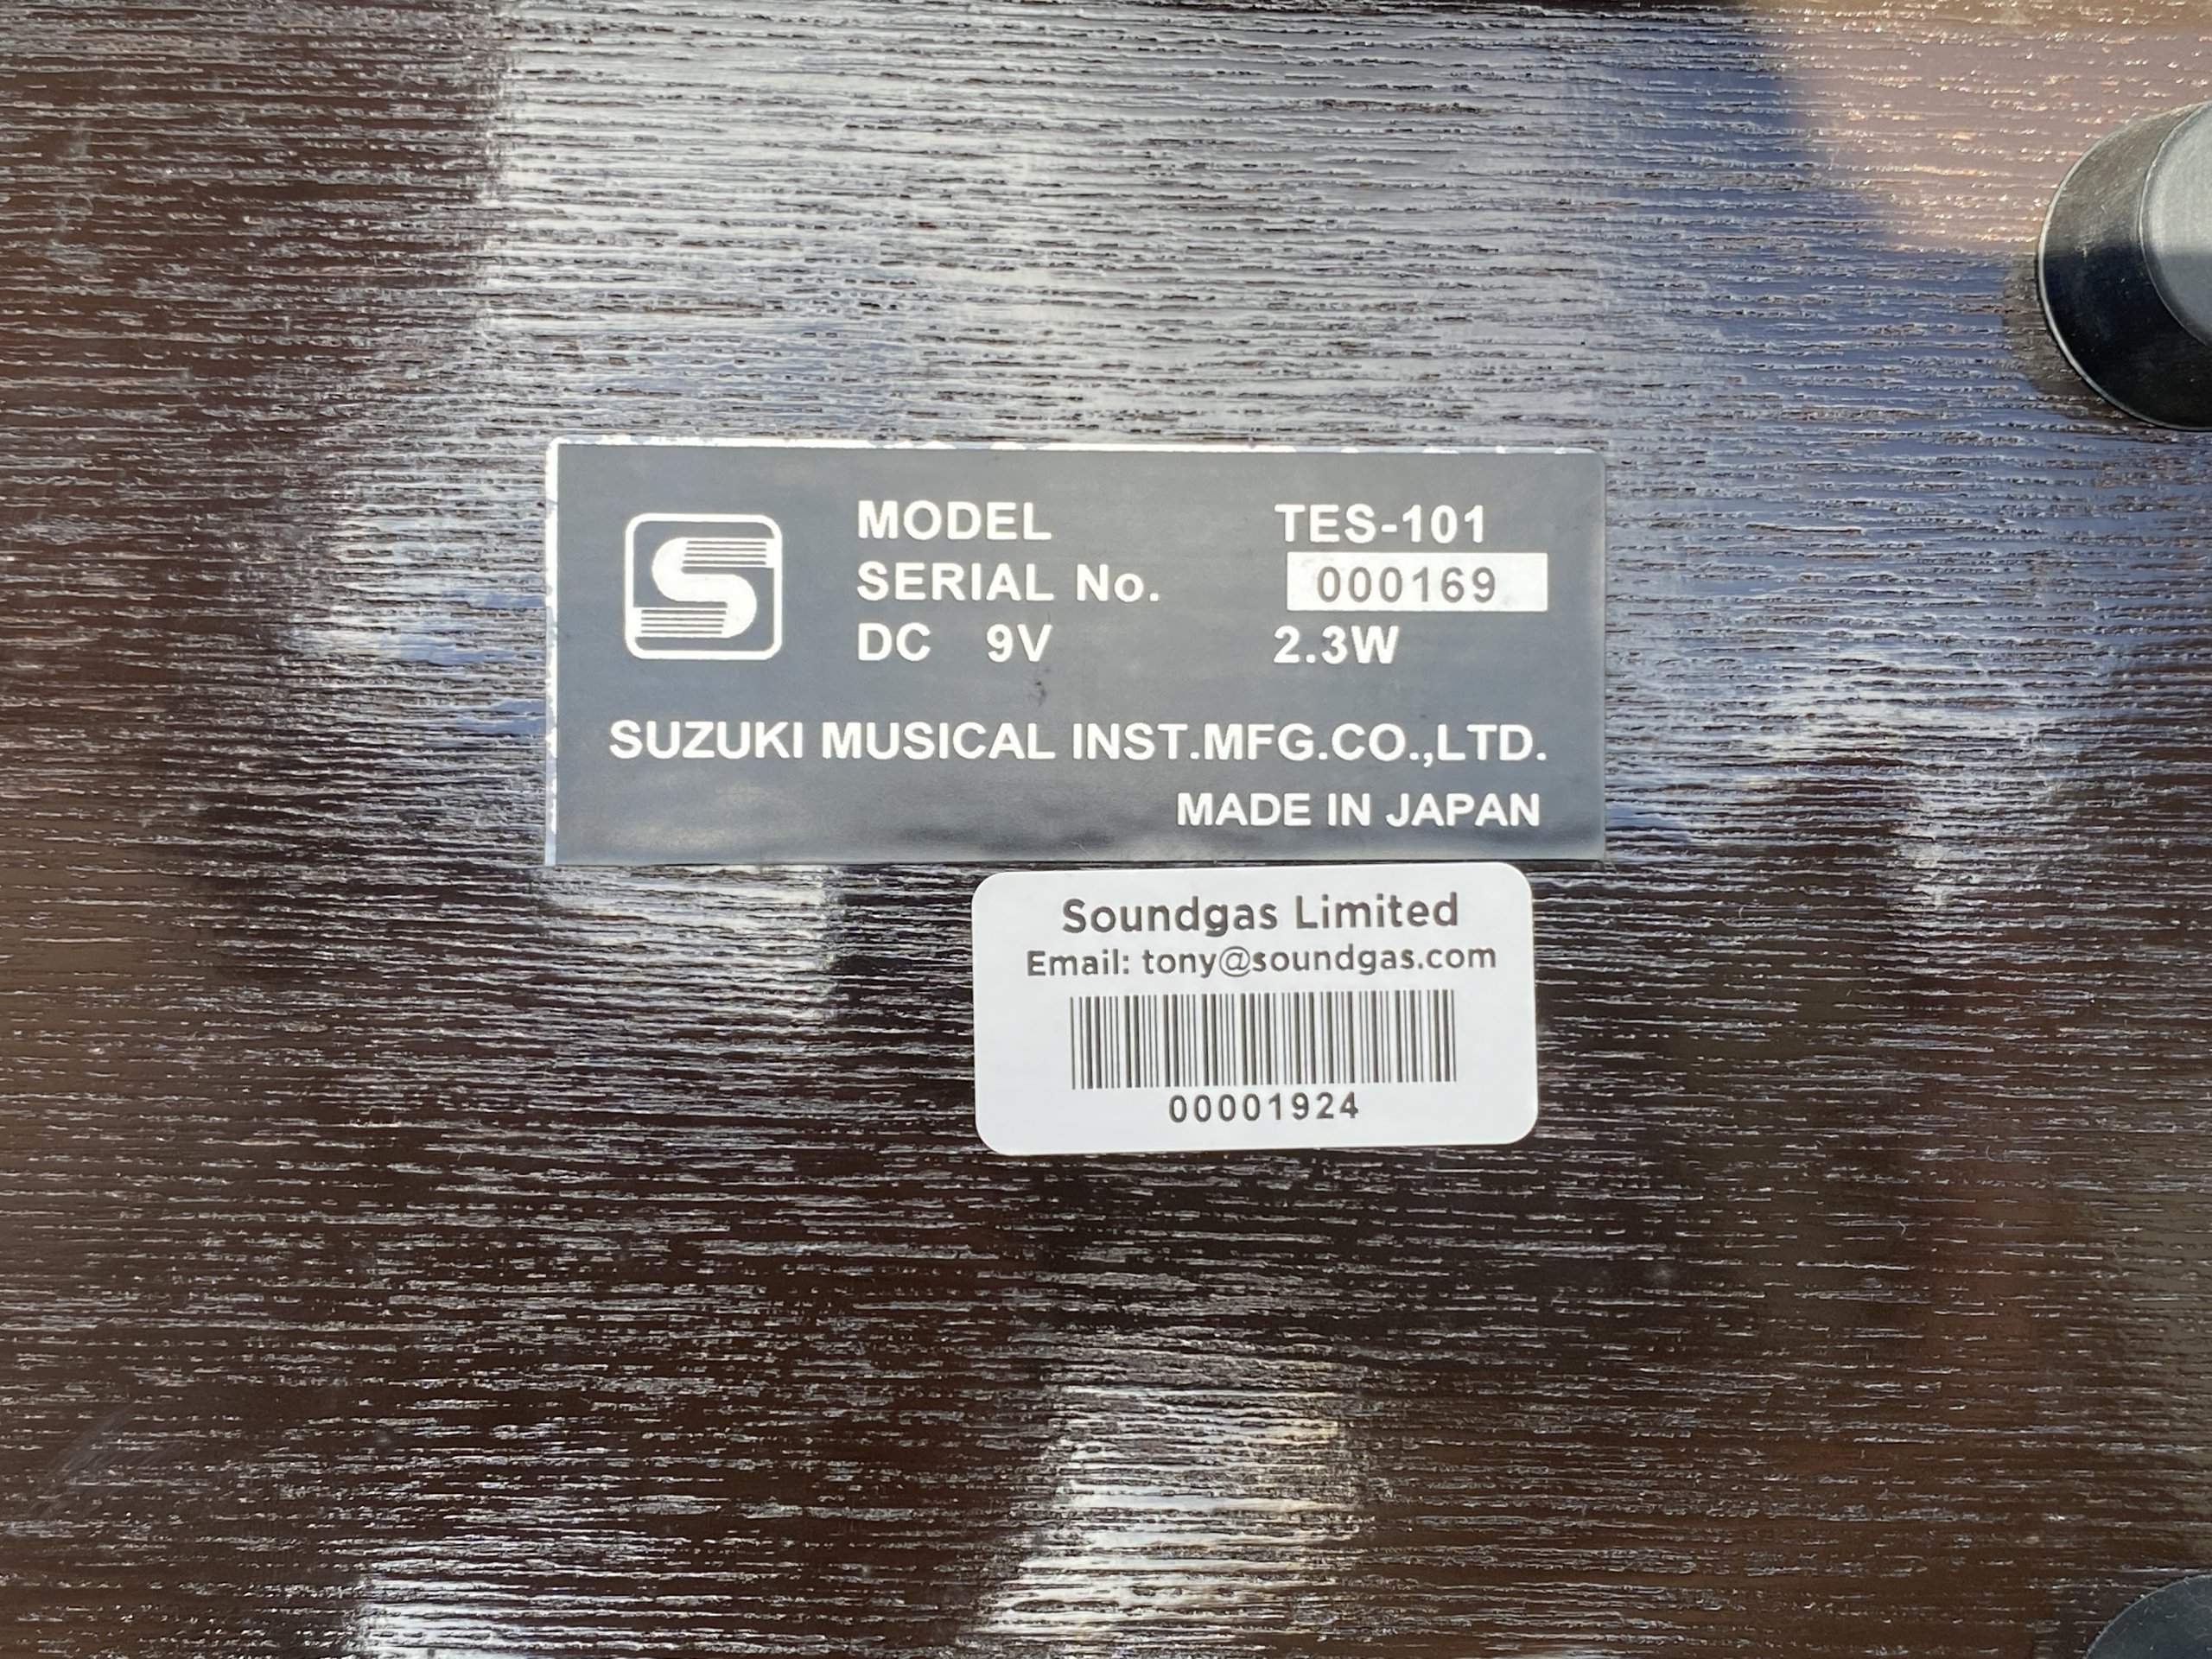 MODEL TES-101
SERIAL No. 000169
DC 9V 2.3W
SUZUKI MUSICAL INST.MFG.CO.,LTD.
MADE IN JAPAN
Soundgas Limited
Email: tony@soundgas.com
00001924